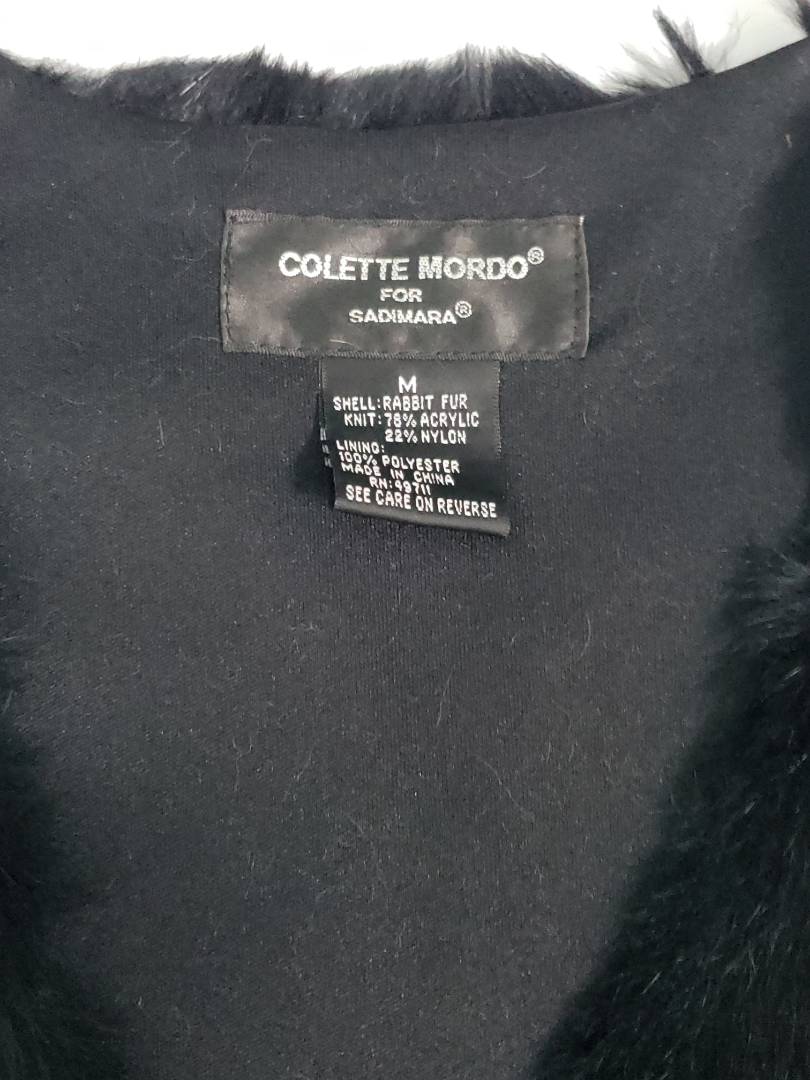 COLETTE MORDO®
FOR
SADIMARA®
M
SHELL:RABBIT FUR
KNIT:78% ACRYLIC
22% NYLON
LINING:
100% POLYESTER
MADE IN CHINA
RN:49711
SEE CARE ON REVERSE